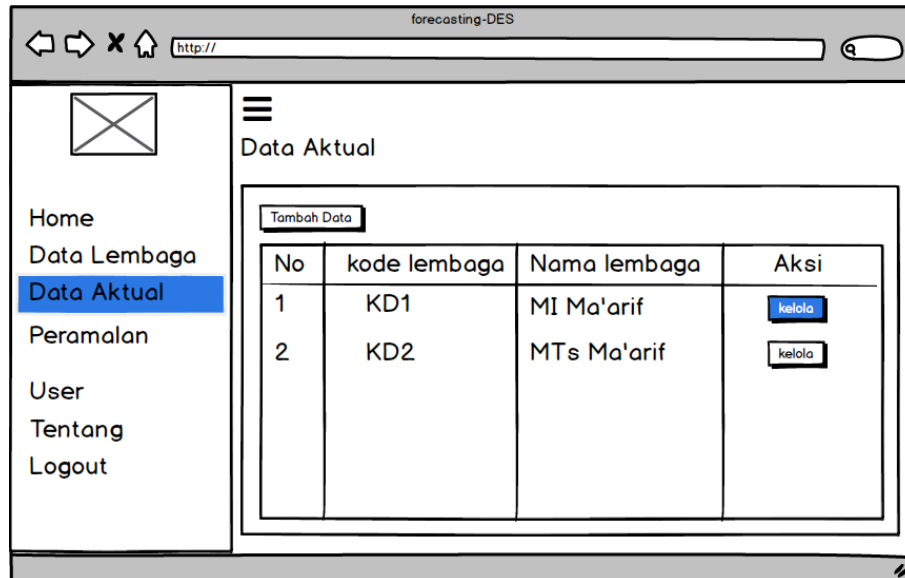 forecasting-DES
http://
Data Aktual
Home
Data Lembaga
Data Aktual
Peramalan
User
Tentang
Logout
Tambah Data
No kode lembaga Nama lembaga Aksi
1 KD1 MI Ma'arif kelola
2 KD2 MTs Ma'arif kelola